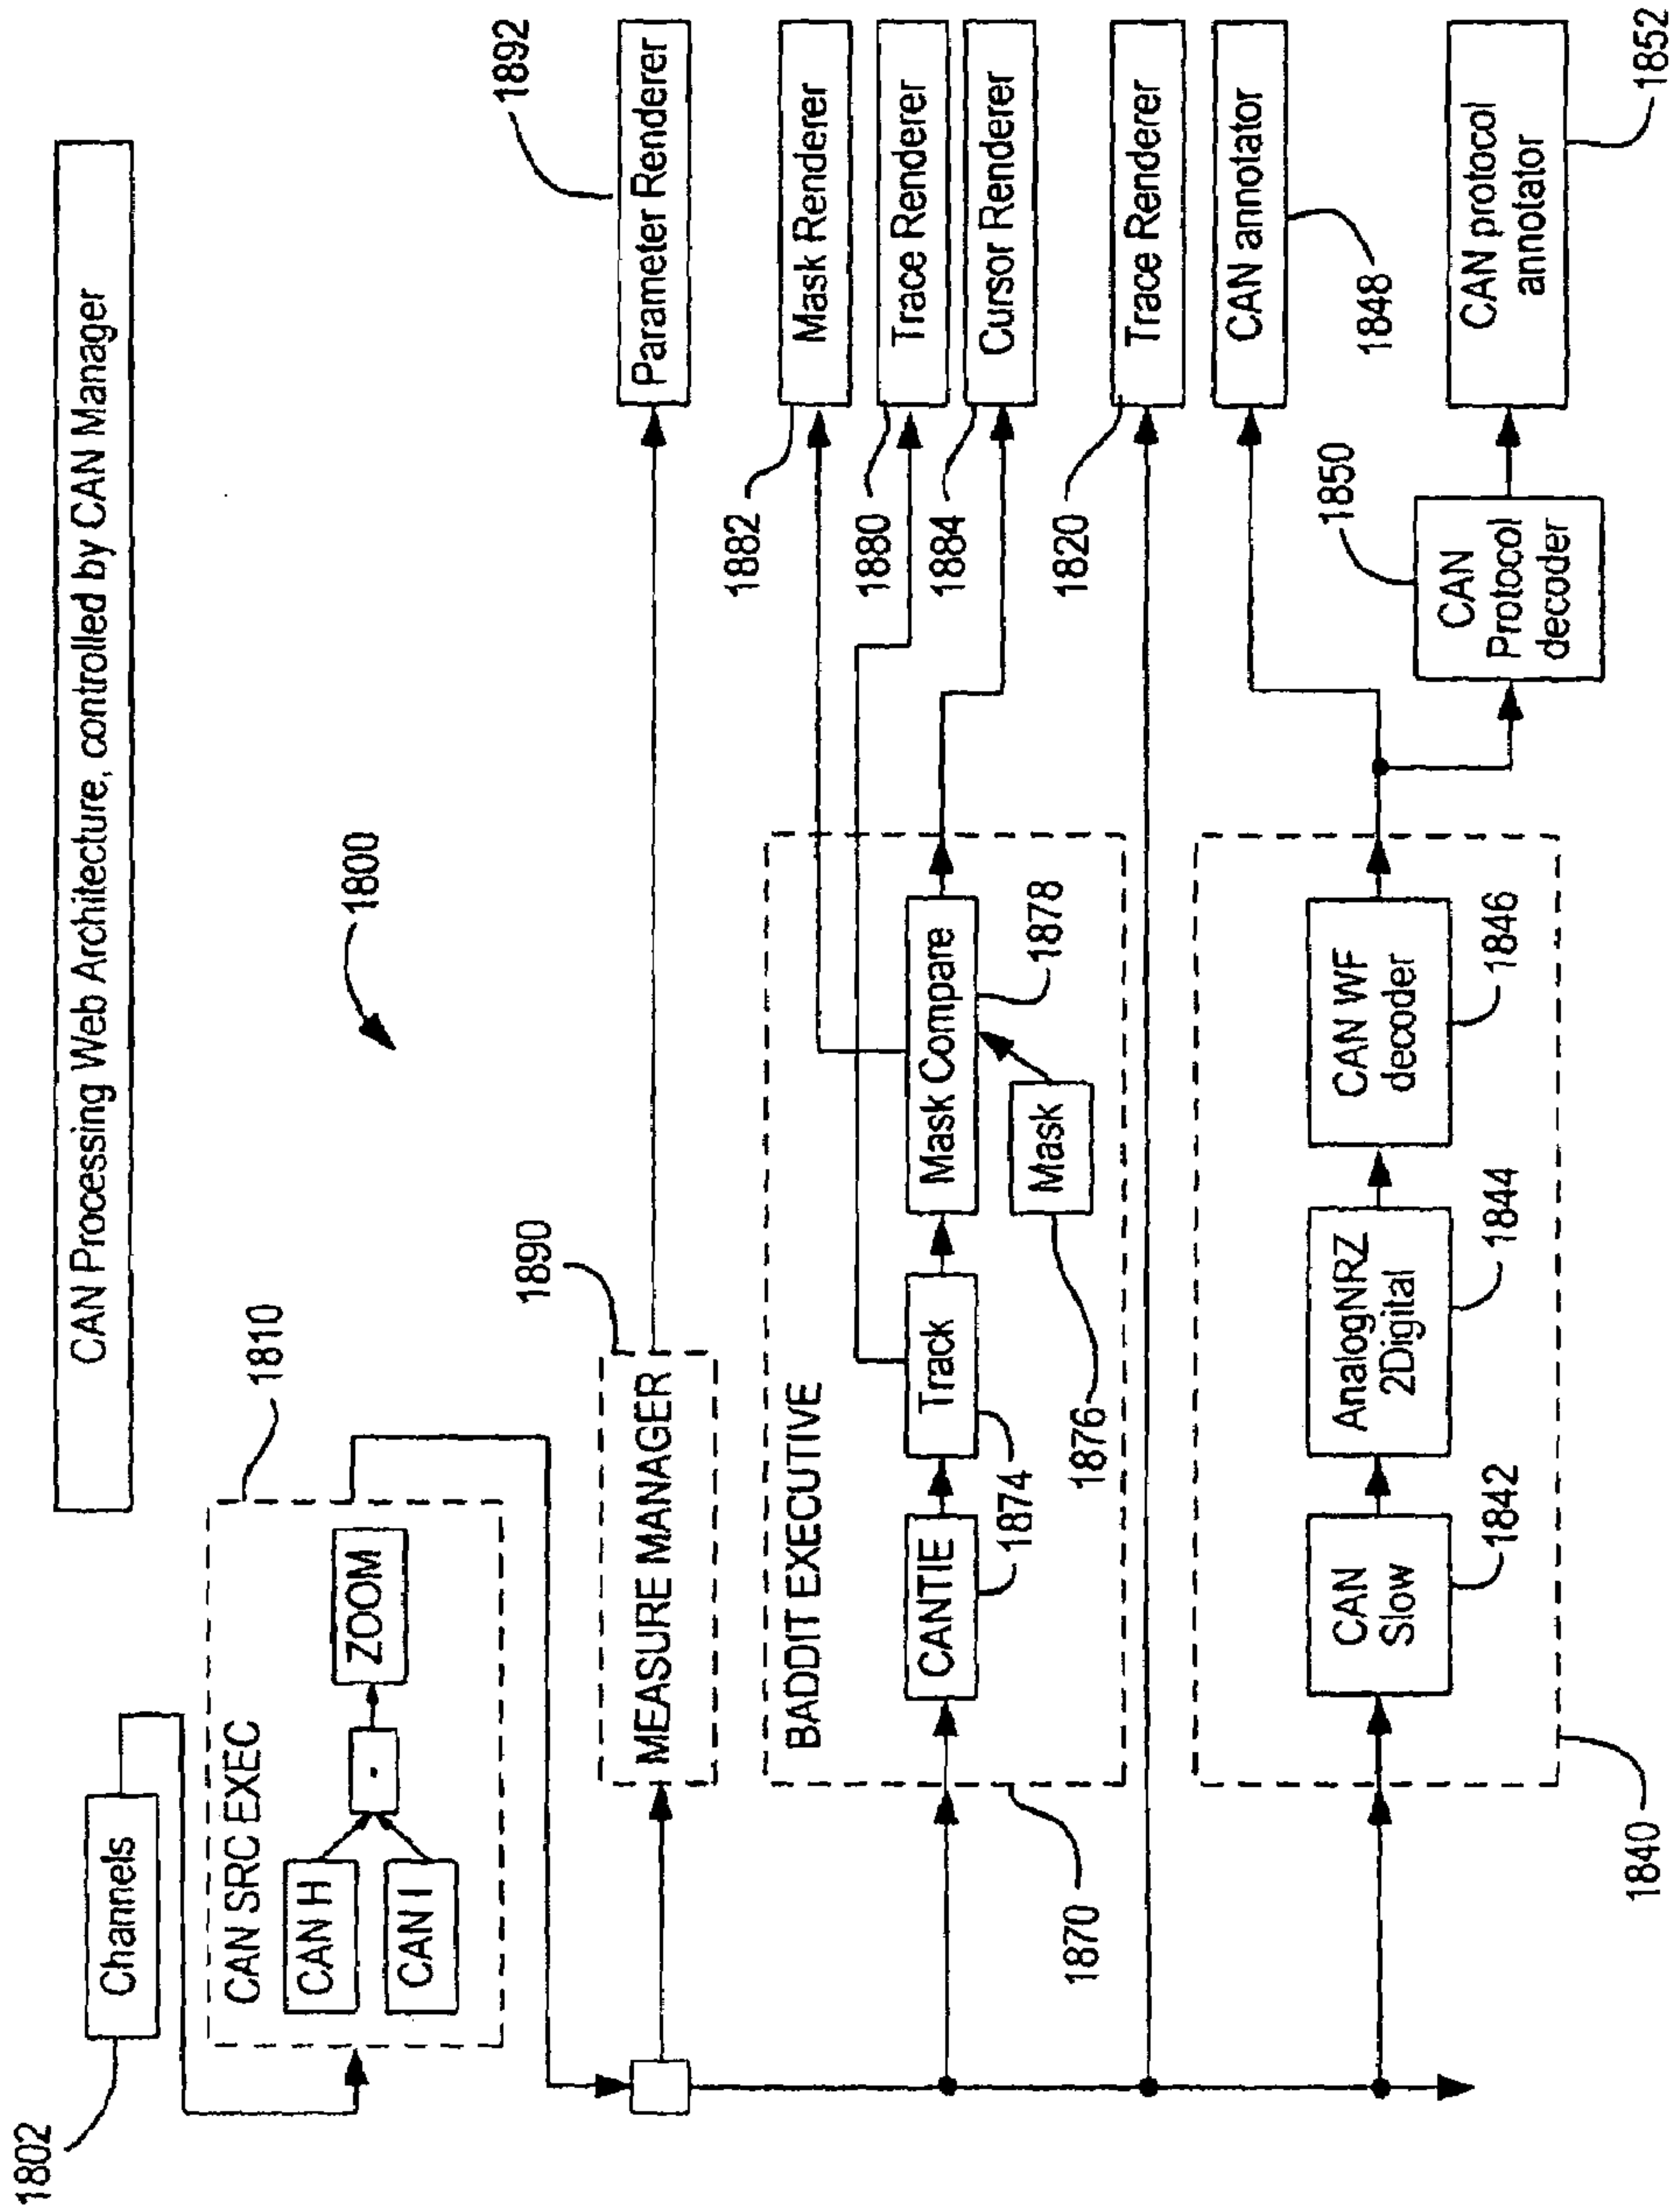 CAN Processing Web Architecture, controlled by CAN Manager
1800
1802
Channels
1810
CAN SRC EXEC
CAN H
CAN I
-
ZOOM
1890
MEASURE MANAGER
1892
Parameter Renderer
BADDIT EXECUTIVE
CANTIE
Track
Mask Compare
Mask
1874
1876
1878
1870
1882
Mask Renderer
1880
Trace Renderer
1884
Cursor Renderer
1820
Trace Renderer
CAN annotator
1848
CAN
Slow
1842
AnalogNRZ
2Digital
1844
CAN WF
decoder
1846
1840
1850
CAN
Protocol
decoder
CAN protocol
annotator
1852